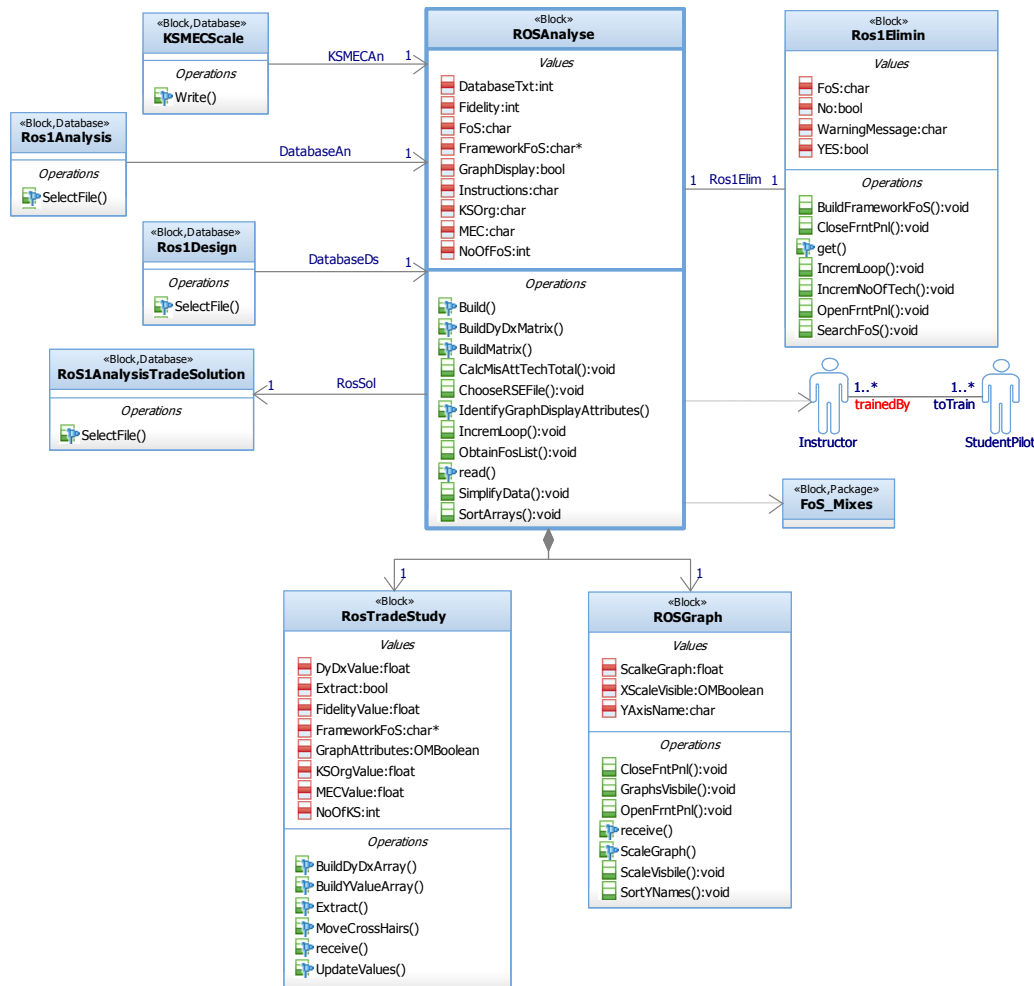 «Block,Database»
KSMECScale
Operations
Write()
KSMECAn
1
«Block,Database»
Ros1Analysis
Operations
SelectFile()
DatabaseAn
1
«Block,Database»
Ros1Design
Operations
SelectFile()
DatabaseDs
1
«Block,Database»
RoS1AnalysisTradeSolution
Operations
SelectFile()
1
RosSol
«Block»
ROSAnalyse
Values
DatabaseTxt:int
Fidelity:int
FoS:char
FrameworkFoS:char*
GraphDisplay:bool
Instructions:char
KSOrg:char
MEC:char
NoOfFoS:int
Operations
Build()
BuildDyDxMatrix()
BuildMatrix()
CalcMisAttTechTotal():void
ChooseRSEFile():void
IdentifyGraphDisplayAttributes()
IncremLoop():void
ObtainFosList():void
read()
SimplifyData():void
SortArrays():void
1 Ros1Elim 1
«Block»
Ros1Elimin
Values
FoS:char
No:bool
WarningMessage:char
YES:bool
Operations
BuildFrameworkFoS():void
CloseFrntPnl():void
get()
IncremLoop():void
IncremNoOfTech():void
OpenFrntPnl():void
SearchFoS():void
1..* 1..*
trainedBy toTrain
Instructor StudentPilot
«Block,Package»
FoS_Mixes
1
«Block»
RosTradeStudy
Values
DyDxValue:float
Extract:bool
FidelityValue:float
FrameworkFoS:char*
GraphAttributes:OMBoolean
KSOrgValue:float
MECValue:float
NoOfKS:int
Operations
BuildDyDxArray()
BuildYValueArray()
Extract()
MoveCrossHairs()
receive()
UpdateValues()
1
«Block»
ROSGraph
Values
ScalkeGraph:float
XScaleVisible:OMBoolean
YAxisName:char
Operations
CloseFntPnl():void
GraphsVisbile():void
OpenFrntPnl():void
receive()
ScaleGraph()
ScaleVisbile():void
SortYNames():void